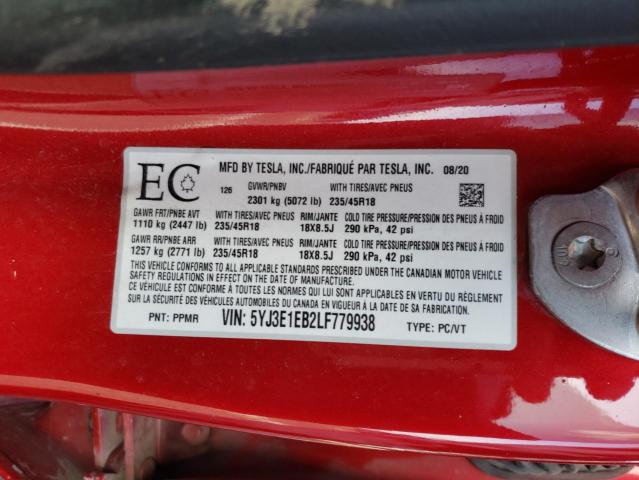 EC MFD BY TESLA, INC./FABRIQUÉ PAR TESLA, INC. 08/20
126 GVWR/PNBV WITH TIRES/AVEC PNEUS
2301 kg (5072 lb) 235/45R18
GAWR FRT/PNBE AVT WITH TIRES/AVEC PNEUS RIM/JANTE COLD TIRE PRESSURE/PRESSION DES PNEUS À FROID
1110 kg (2447 lb) 235/45R18 18X8.5J 290 kPa, 42 psi
GAWR RR/PNBE ARR WITH TIRES/AVEC PNEUS RIM/JANTE COLD TIRE PRESSURE/PRESSION DES PNEUS À FROID
1257 kg (2771 lb) 235/45R18 18X8.5J 290 kPa, 42 psi
THIS VEHICLE CONFORMS TO ALL APPLICABLE STANDARDS PRESCRIBED UNDER THE CANADIAN MOTOR VEHICLE
SAFETY REGULATIONS IN EFFECT ON THE DATE OF MANUFACTURE.
CE VÉHICULE EST CONFORME À TOUTES LES NORMES QUI LUI SONT APPLICABLES EN VERTU DU RÈGLEMENT
SUR LA SÉCURITÉ DES VÉHICULES AUTOMOBILES DU CANADA EN VIGUEUR À LA DATE DE SA FABRICATION.
PNT: PPMR VIN: 5YJ3E1EB2LF779938 TYPE: PC/VT